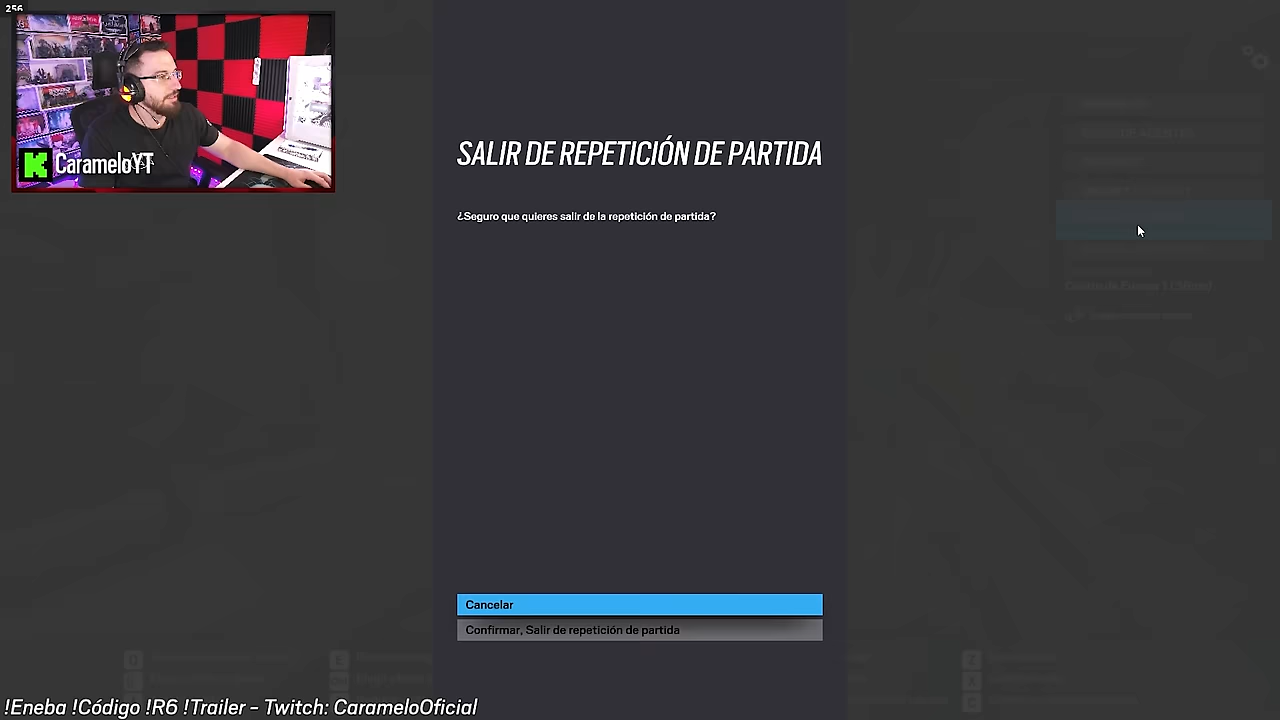 256
CarameloYT
SALIR DE REPETICIÓN DE PARTIDA
¿Seguro que quieres salir de la repetición de partida?
Cancelar
Confirmar, Salir de repetición de partida
!Eneba !Código !R6 !Trailer - Twitch: CarameloOficial